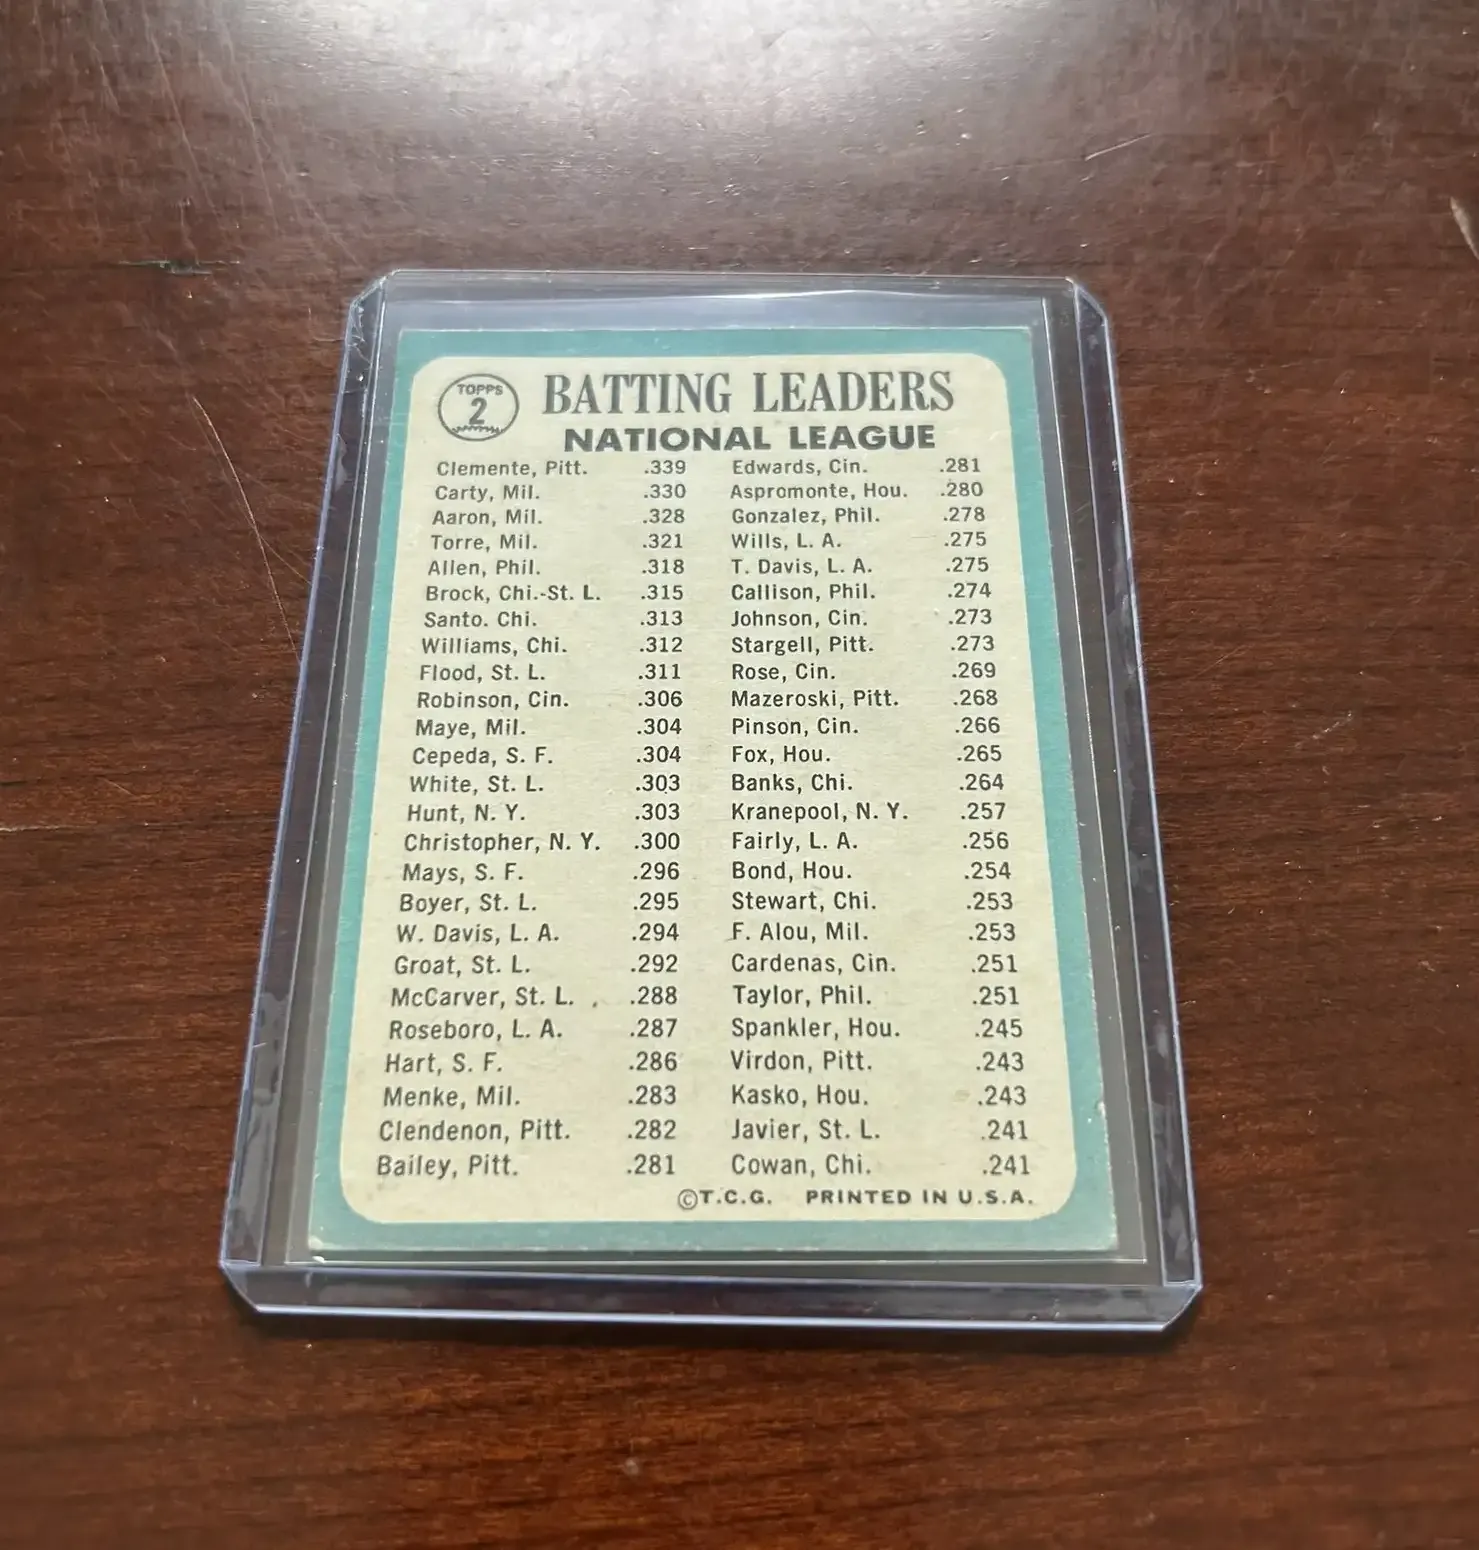 TOPPS
2
BATTING LEADERS
NATIONAL LEAGUE
Clemente, Pitt. .339 Edwards, Cin. .281
Carty, Mil. .330 Aspromonte, Hou. .280
Aaron, Mil. .328 Gonzalez, Phil. .278
Torre, Mil. .321 Wills, L. A. .275
Allen, Phil. .318 T. Davis, L. A. .275
Brock, Chi.-St. L. .315 Callison, Phil. .274
Santo. Chi. .313 Johnson, Cin. .273
Williams, Chi. .312 Stargell, Pitt. .273
Flood, St. L. .311 Rose, Cin. .269
Robinson, Cin. .306 Mazeroski, Pitt. .268
Maye, Mil. .304 Pinson, Cin. .266
Cepeda, S. F. .304 Fox, Hou. .265
White, St. L. .303 Banks, Chi. .264
Hunt, N. Y. .303 Kranepool, N. Y. .257
Christopher, N. Y. .300 Fairly, L. A. .256
Mays, S. F. .296 Bond, Hou. .254
Boyer, St. L. .295 Stewart, Chi. .253
W. Davis, L. A. .294 F. Alou, Mil. .253
Groat, St. L. .292 Cardenas, Cin. .251
McCarver, St. L. .288 Taylor, Phil. .251
Roseboro, L. A. .287 Spankler, Hou. .245
Hart, S. F. .286 Virdon, Pitt. .243
Menke, Mil. .283 Kasko, Hou. .243
Clendenon, Pitt. .282 Javier, St. L. .241
Bailey, Pitt. .281 Cowan, Chi. .241
©T.C.G. PRINTED IN U.S.A.